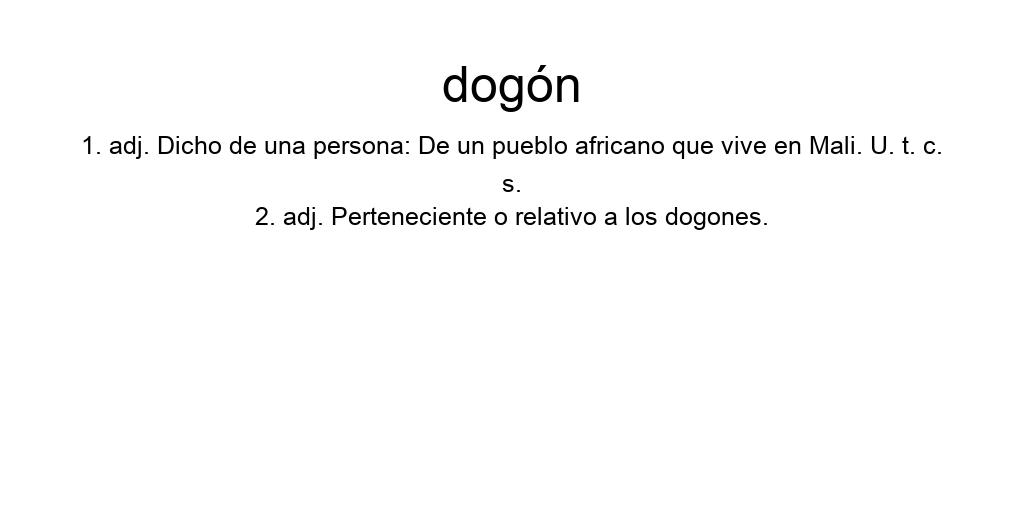 dogón
1. adj. Dicho de una persona: De un pueblo africano que vive en Mali. U. t. c.
s.
2. adj. Perteneciente o relativo a los dogones.